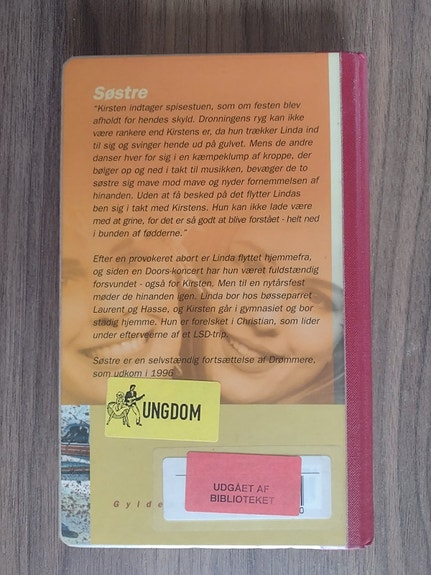 Søstre
"Kirsten indtager spisestuen, som om festen blev
afholdt for hendes skyld. Dronningens ryg kan ikke
være rankere end Kirstens er, da hun trækker Linda ind
til sig og svinger hende ud på gulvet. Mens de andre
danser hver for sig i en kæmpeklump af kroppe, der
bølger op og ned i takt til musikken, bevæger de to
søstre sig mave mod mave og nyder fornemmelsen af
hinanden. Uden at få besked på det flytter Lindas
ben sig i takt med Kirstens. Hun kan ikke lade være
med at grine, for det er så godt at blive forstået - helt ned
i bunden af fødderne."
Efter en provokeret abort er Linda flyttet hjemmefra,
og siden en Doors-koncert har hun været fuldstændig
forsvundet - også for Kirsten. Men til en nytårsfest
møder de hinanden igen. Linda bor hos bøsseparret
Laurent og Hasse, og Kirsten går i gymnasiet og bor
stadig hjemme. Hun er forelsket i Christian, som lider
under efterveerne af et LSD-trip.
Søstre er en selvstændig fortsættelse af Drømmere,
som udkom i 1996
UNGDOM
UDGÅET AF
BIBLIOTEKET
Gylde
0